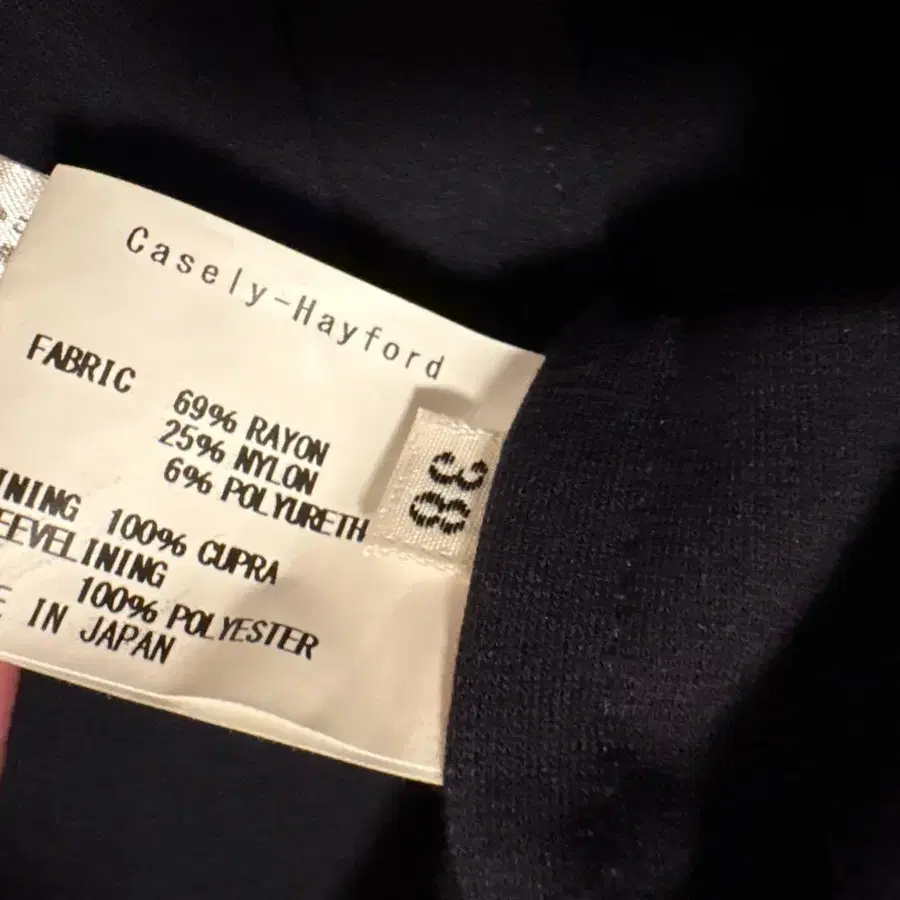 Casely-Hayford
FABRIC
69% RAYON
25% NYLON
6% POLYURETH
38
INING 100% CUPRA
EEVELINING
100% POLYESTER
E IN JAPAN